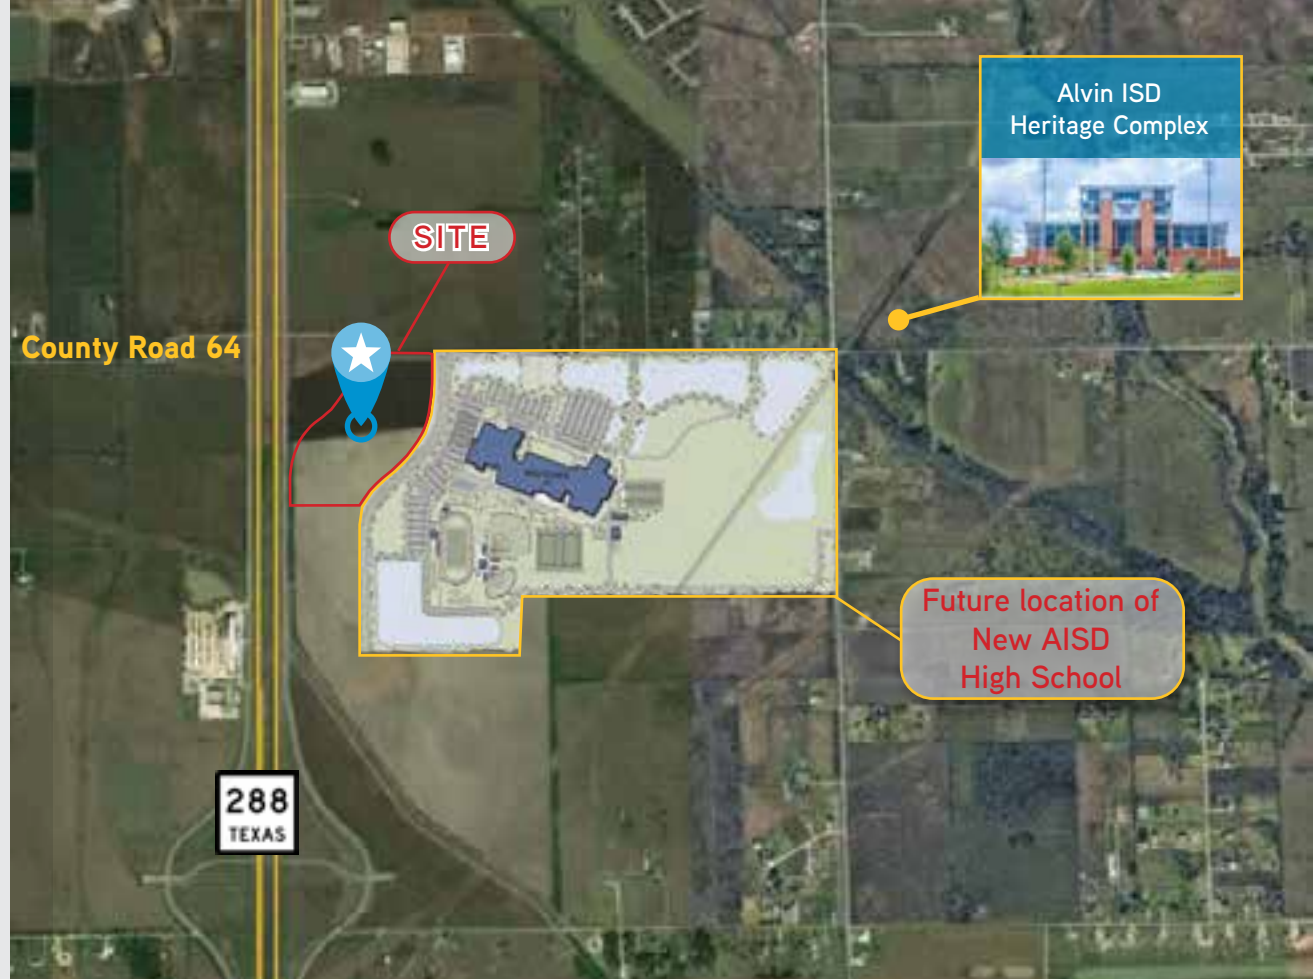 Alvin ISD
Heritage Complex
SITE
County Road 64
Future location of
New AISD
High School
288
TEXAS